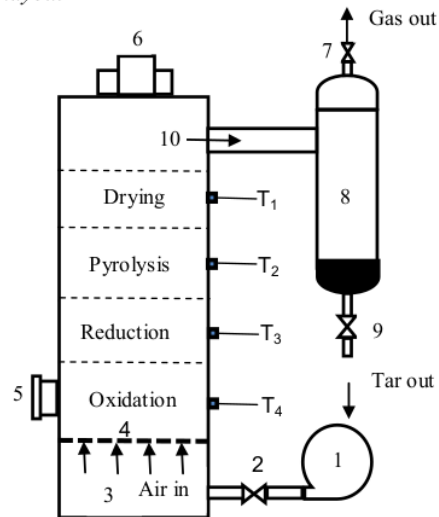 6
7
Gas out
10
Drying
T1
8
Pyrolysis
T2
Reduction
T3
9
5
Oxidation
T4
Tar out
4
2
1
3
Air in